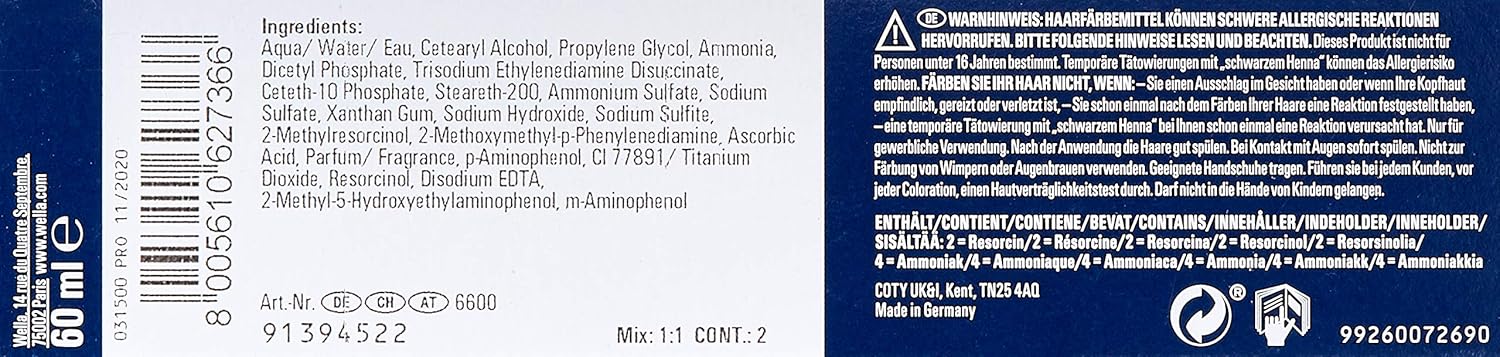 Wella, 14 rue du Quatre Septembre,
75002 Paris www.wella.com
60 ml e
031500 PRO 11/2020
8 005610 627366
Ingredients:
Aqua/ Water/ Eau, Cetearyl Alcohol, Propylene Glycol, Ammonia,
Dicetyl Phosphate, Trisodium Ethylenediamine Disuccinate,
Ceteth-10 Phosphate, Steareth-200, Ammonium Sulfate, Sodium
Sulfate, Xanthan Gum, Sodium Hydroxide, Sodium Sulfite,
2-Methylresorcinol, 2-Methoxymethyl-p-Phenylenediamine, Ascorbic
Acid, Parfum/ Fragrance, p-Aminophenol, CI 77891/ Titanium
Dioxide, Resorcinol, Disodium EDTA,
2-Methyl-5-Hydroxyethylaminophenol, m-Aminophenol
Art.-Nr. DE CH AT 6600
91394522
Mix: 1:1 CONT.: 2
DE WARNHINWEIS: HAARFÄRBEMITTEL KÖNNEN SCHWERE ALLERGISCHE REAKTIONEN
HERVORRUFEN. BITTE FOLGENDE HINWEISE LESEN UND BEACHTEN. Dieses Produkt ist nicht für
Personen unter 16 Jahren bestimmt. Temporäre Tätowierungen mit „schwarzem Henna“ können das Allergierisiko
erhöhen. FÄRBEN SIE IHR HAAR NICHT, WENN: – Sie einen Ausschlag im Gesicht haben oder wenn Ihre Kopfhaut
empfindlich, gereizt oder verletzt ist, – Sie schon einmal nach dem Färben Ihrer Haare eine Reaktion festgestellt haben,
– eine temporäre Tätowierung mit „schwarzem Henna“ bei Ihnen schon einmal eine Reaktion verursacht hat. Nur für
gewerbliche Verwendung. Nach der Anwendung die Haare gut spülen. Bei Kontakt mit Augen sofort spülen. Nicht zur
Färbung von Wimpern oder Augenbrauen verwenden. Geeignete Handschuhe tragen. Führen sie bei jedem Kunden, vor
jeder Coloration, einen Hautverträglichkeitstest durch. Darf nicht in die Hände von Kindern gelangen.
ENTHÄLT/CONTIENT/CONTIENE/BEVAT/CONTAINS/INNEHÅLLER/INDEHOLDER/INNEHOLDER/
SISÄLTÄÄ: 2 = Resorcin/2 = Résorcine/2 = Resorcina/2 = Resorcinol/2 = Resorsinolia/
4 = Ammoniak/4 = Ammoniaque/4 = Ammoniaca/4 = Ammonia/4 = Ammoniakk/4 = Ammoniakkia
COTY UK&I, Kent, TN25 4AQ
Made in Germany
®
99260072690